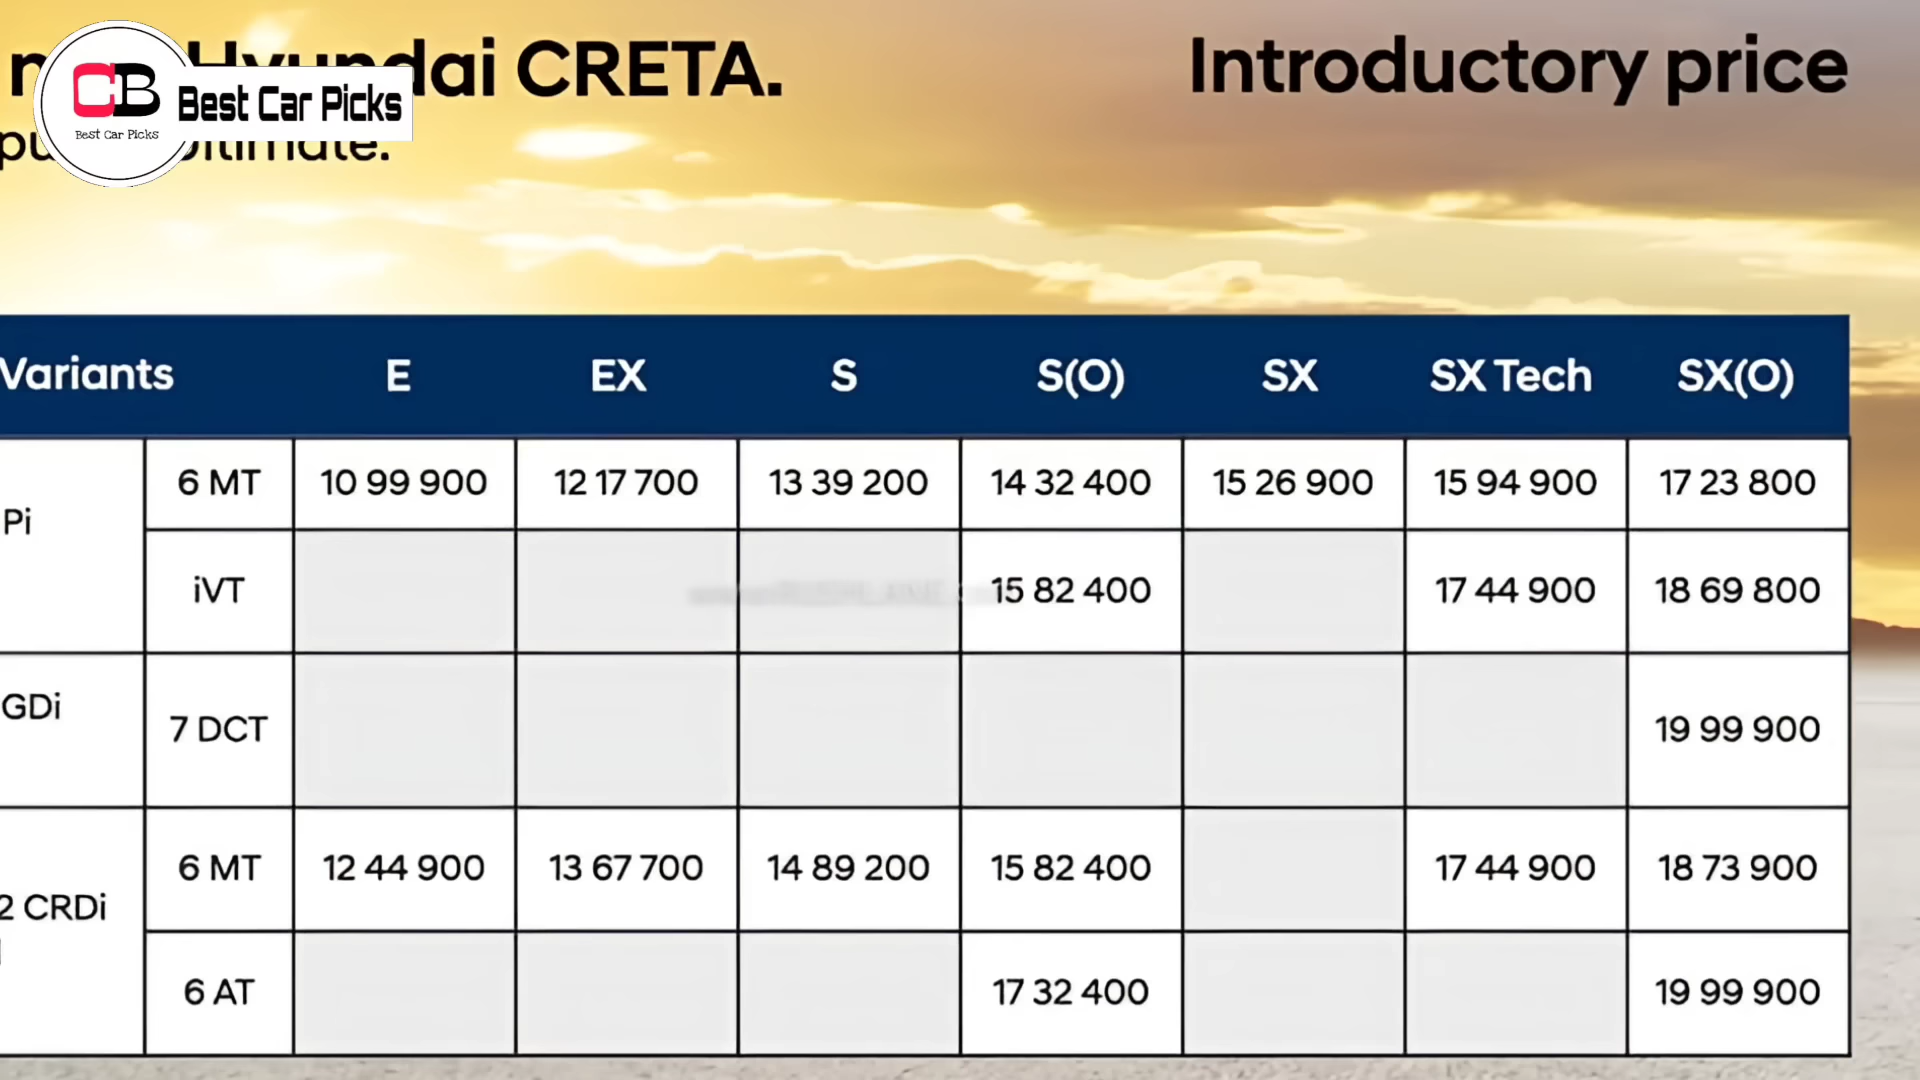 Hyundai CRETA.
Introductory price
CB
Best Car Picks
Best Car Picks
Ultimate.
Variants E EX S S(O) SX SX Tech SX(O)
Pi 6 MT 10 99 900 12 17 700 13 39 200 14 32 400 15 26 900 15 94 900 17 23 800
iVT 15 82 400 17 44 900 18 69 800
GDi 7 DCT 19 99 900
2 CRDi 6 MT 12 44 900 13 67 700 14 89 200 15 82 400 17 44 900 18 73 900
6 AT 17 32 400 19 99 900